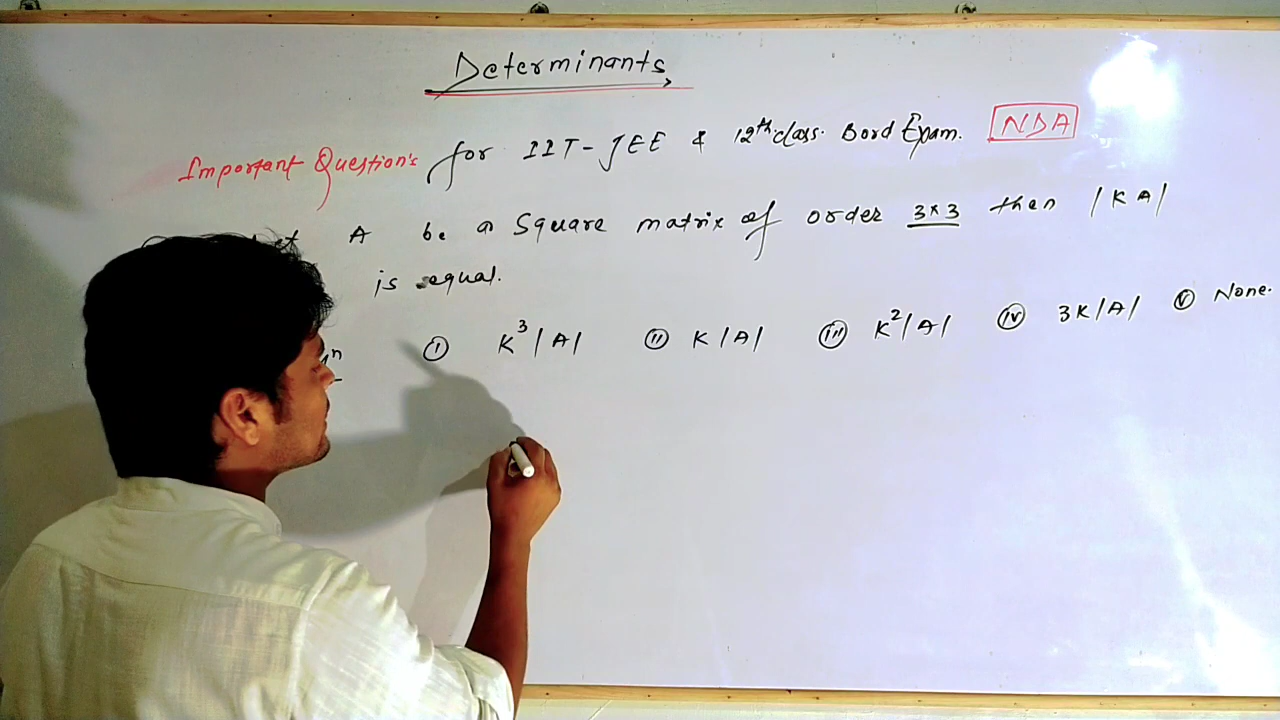 Determinants
Important Question's for IIT-JEE & 12th class. Bord Exam. NDA
A be a Square matrix of order 3×3 then |KA|
is equal.
(i) K³|A| (ii) K|A| (iii) K²|A| (iv) 3K|A| (v) None.